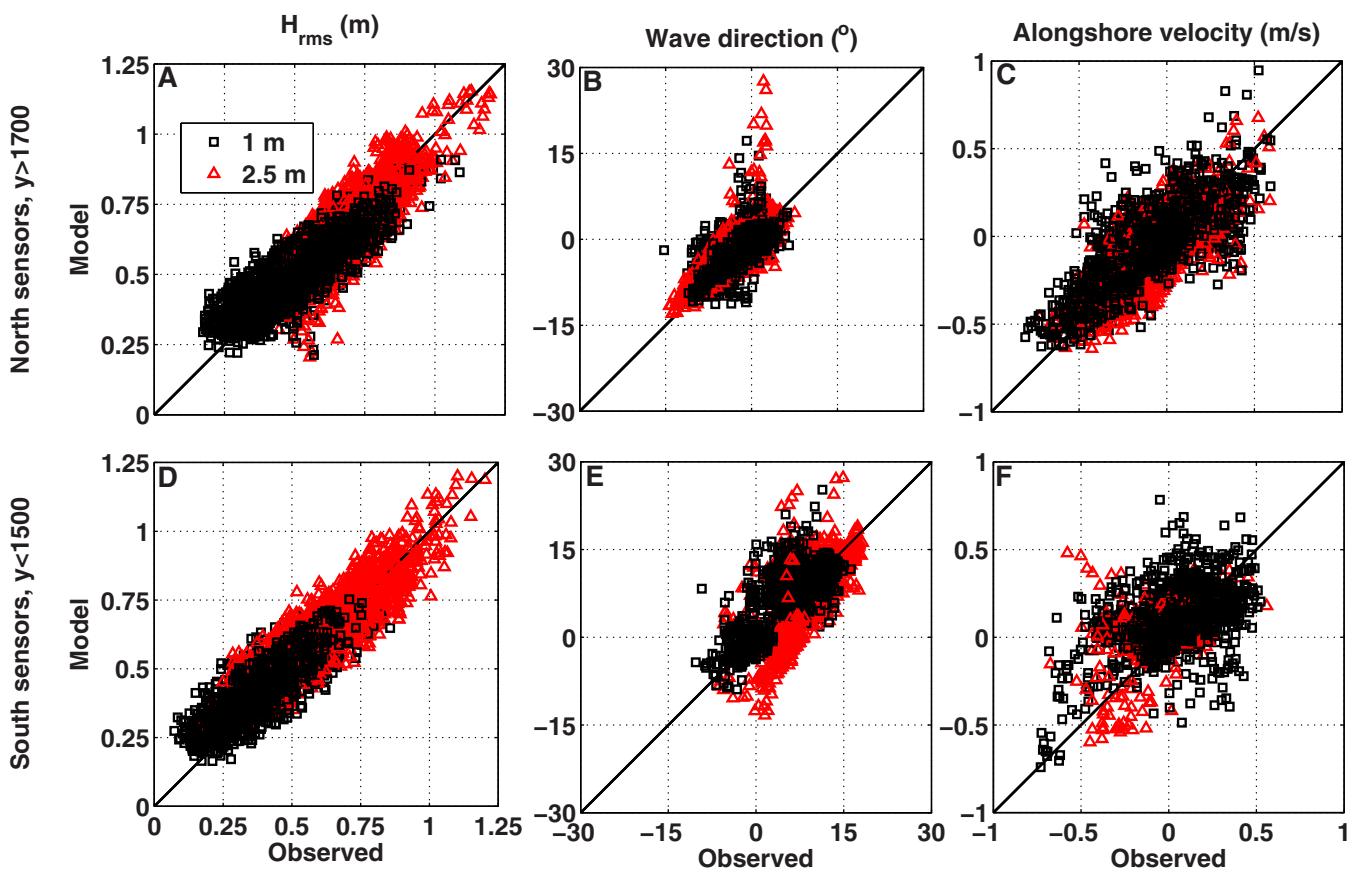 H_rms (m)
Wave direction (°)
Alongshore velocity (m/s)
North sensors, y>1700
Model
A
1.25
1
0.75
0.5
0.25
0
1 m
2.5 m
B
30
15
0
−15
−30
C
1
0.5
0
−0.5
−1
South sensors, y<1500
Model
D
1.25
1
0.75
0.5
0.25
0
0 0.25 0.5 0.75 1 1.25
Observed
E
30
15
0
−15
−30
−30 −15 0 15 30
Observed
F
1
0.5
0
−0.5
−1
−1 −0.5 0 0.5 1
Observed